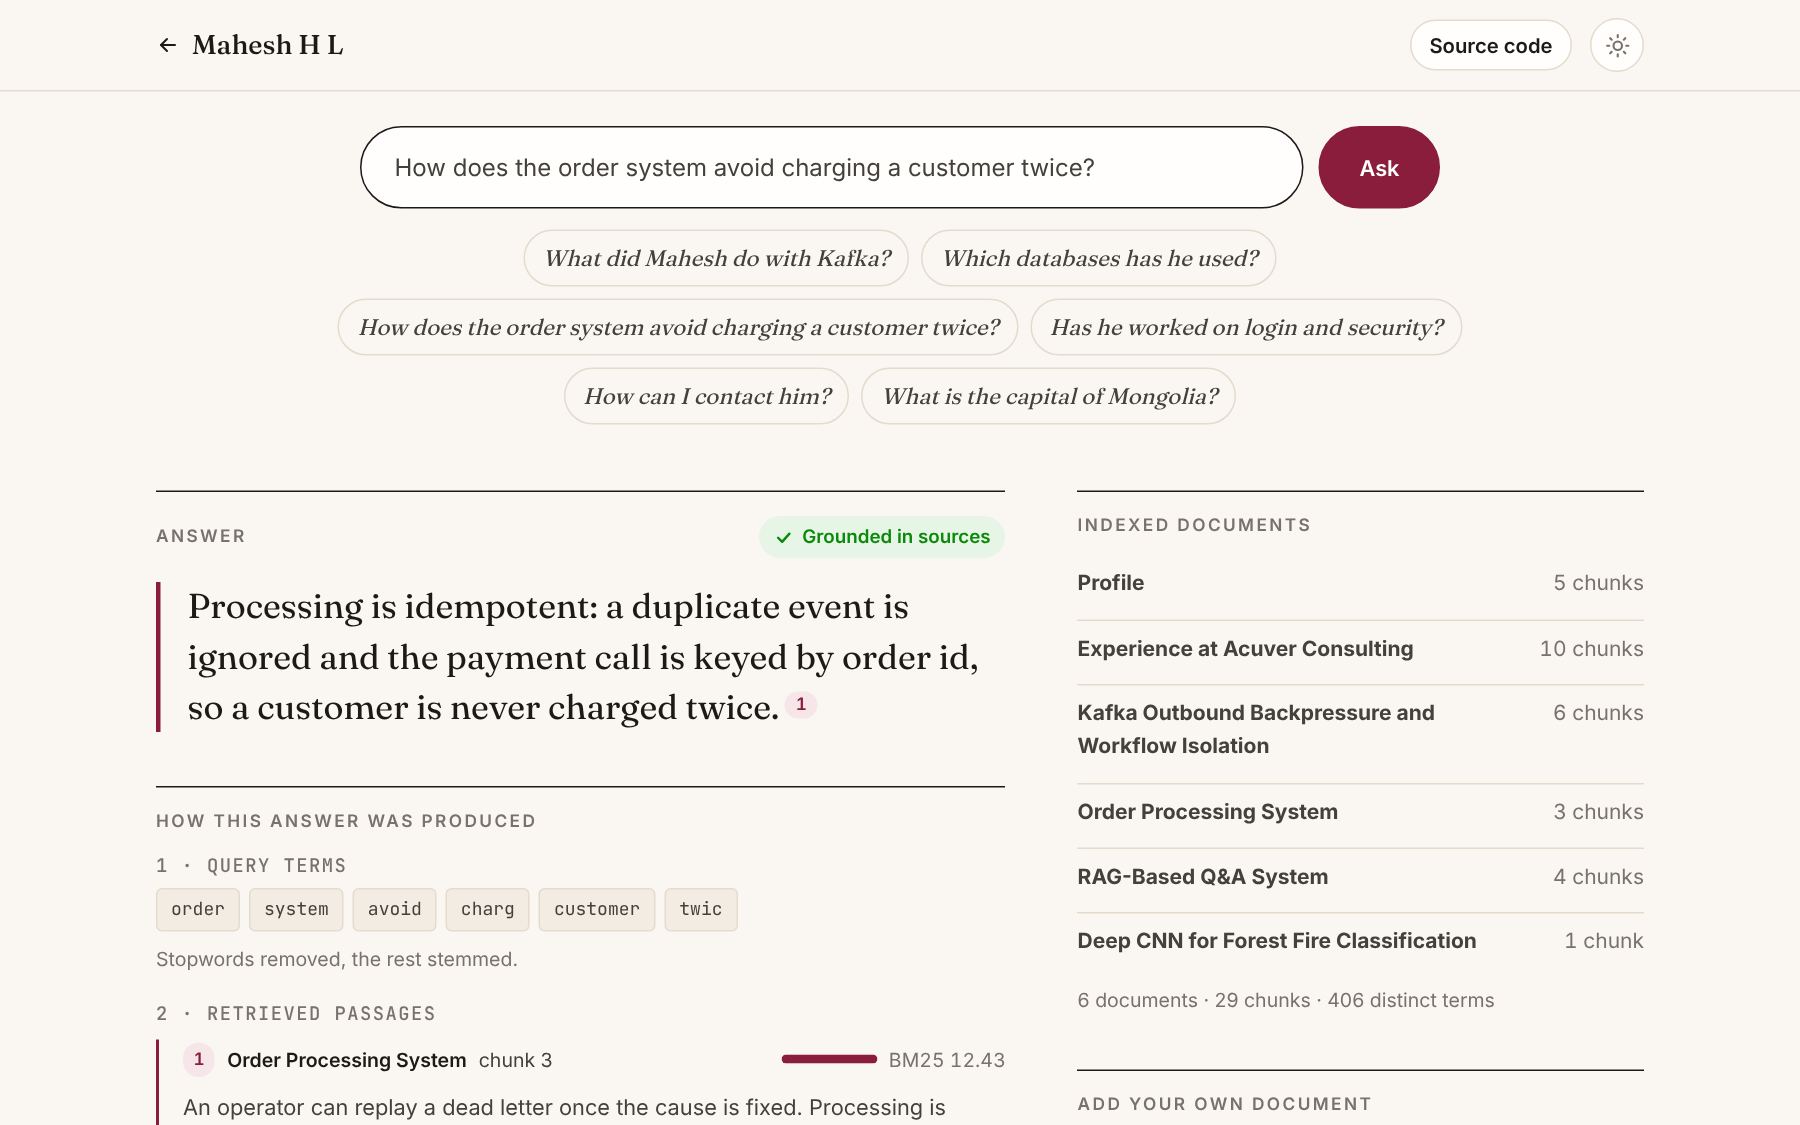 Mahesh H L
Source code
How does the order system avoid charging a customer twice?
Ask
What did Mahesh do with Kafka?
Which databases has he used?
How does the order system avoid charging a customer twice?
Has he worked on login and security?
How can I contact him?
What is the capital of Mongolia?
ANSWER
Grounded in sources
Processing is idempotent: a duplicate event is
ignored and the payment call is keyed by order id,
so a customer is never charged twice. 1
HOW THIS ANSWER WAS PRODUCED
1 · QUERY TERMS
order system avoid charg customer twic
Stopwords removed, the rest stemmed.
2 · RETRIEVED PASSAGES
1 Order Processing System chunk 3 BM25 12.43
An operator can replay a dead letter once the cause is fixed. Processing is
INDEXED DOCUMENTS
Profile 5 chunks
Experience at Acuver Consulting 10 chunks
Kafka Outbound Backpressure and 6 chunks
Workflow Isolation
Order Processing System 3 chunks
RAG-Based Q&A System 4 chunks
Deep CNN for Forest Fire Classification 1 chunk
6 documents · 29 chunks · 406 distinct terms
ADD YOUR OWN DOCUMENT